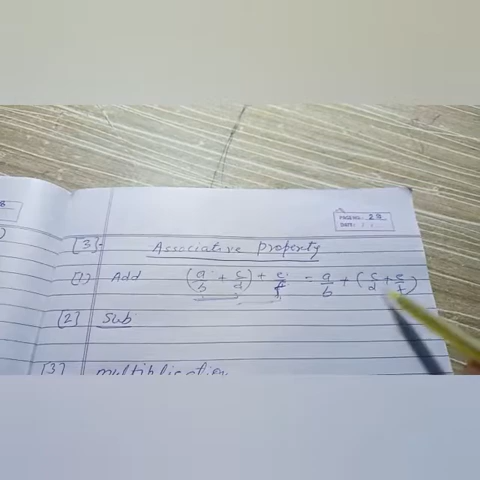 PAGE NO. 29
DATE: / /
[3]- Associative Property
[1] Add (a/b + c/d) + e/f = a/b + (c/d + e/f)
[2] Sub
[3] multiplication